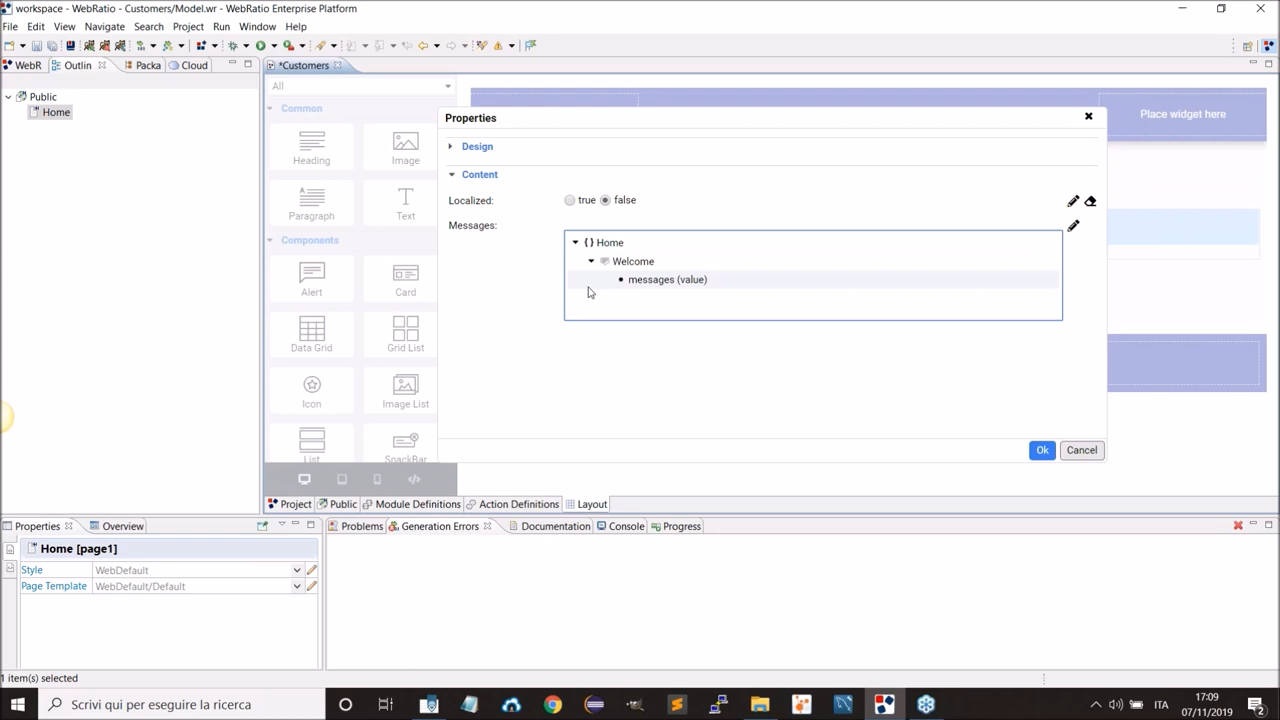 workspace - Customers/Model.wr - WebRatio Enterprise Platform
File Edit View Navigate Search Project Run Window Help
WebR Outlin Packa Cloud *Customers
Public
Home
All
Common
Heading Image
Paragraph Text
Components
Alert Card
Data Grid Grid List
Icon Image List
List SnackBar
Properties
Design
Content
Localized: true false
Messages:
{ } Home
Welcome
messages (value)
Ok Cancel
Place widget here
Project Public Module Definitions Action Definitions Layout
Properties Overview Problems Generation Errors Documentation Console Progress
Home [page1]
Style WebDefault
Page Template WebDefault/Default
1 item(s) selected
Scrivi qui per eseguire la ricerca
ITA
17:09
07/11/2019
2